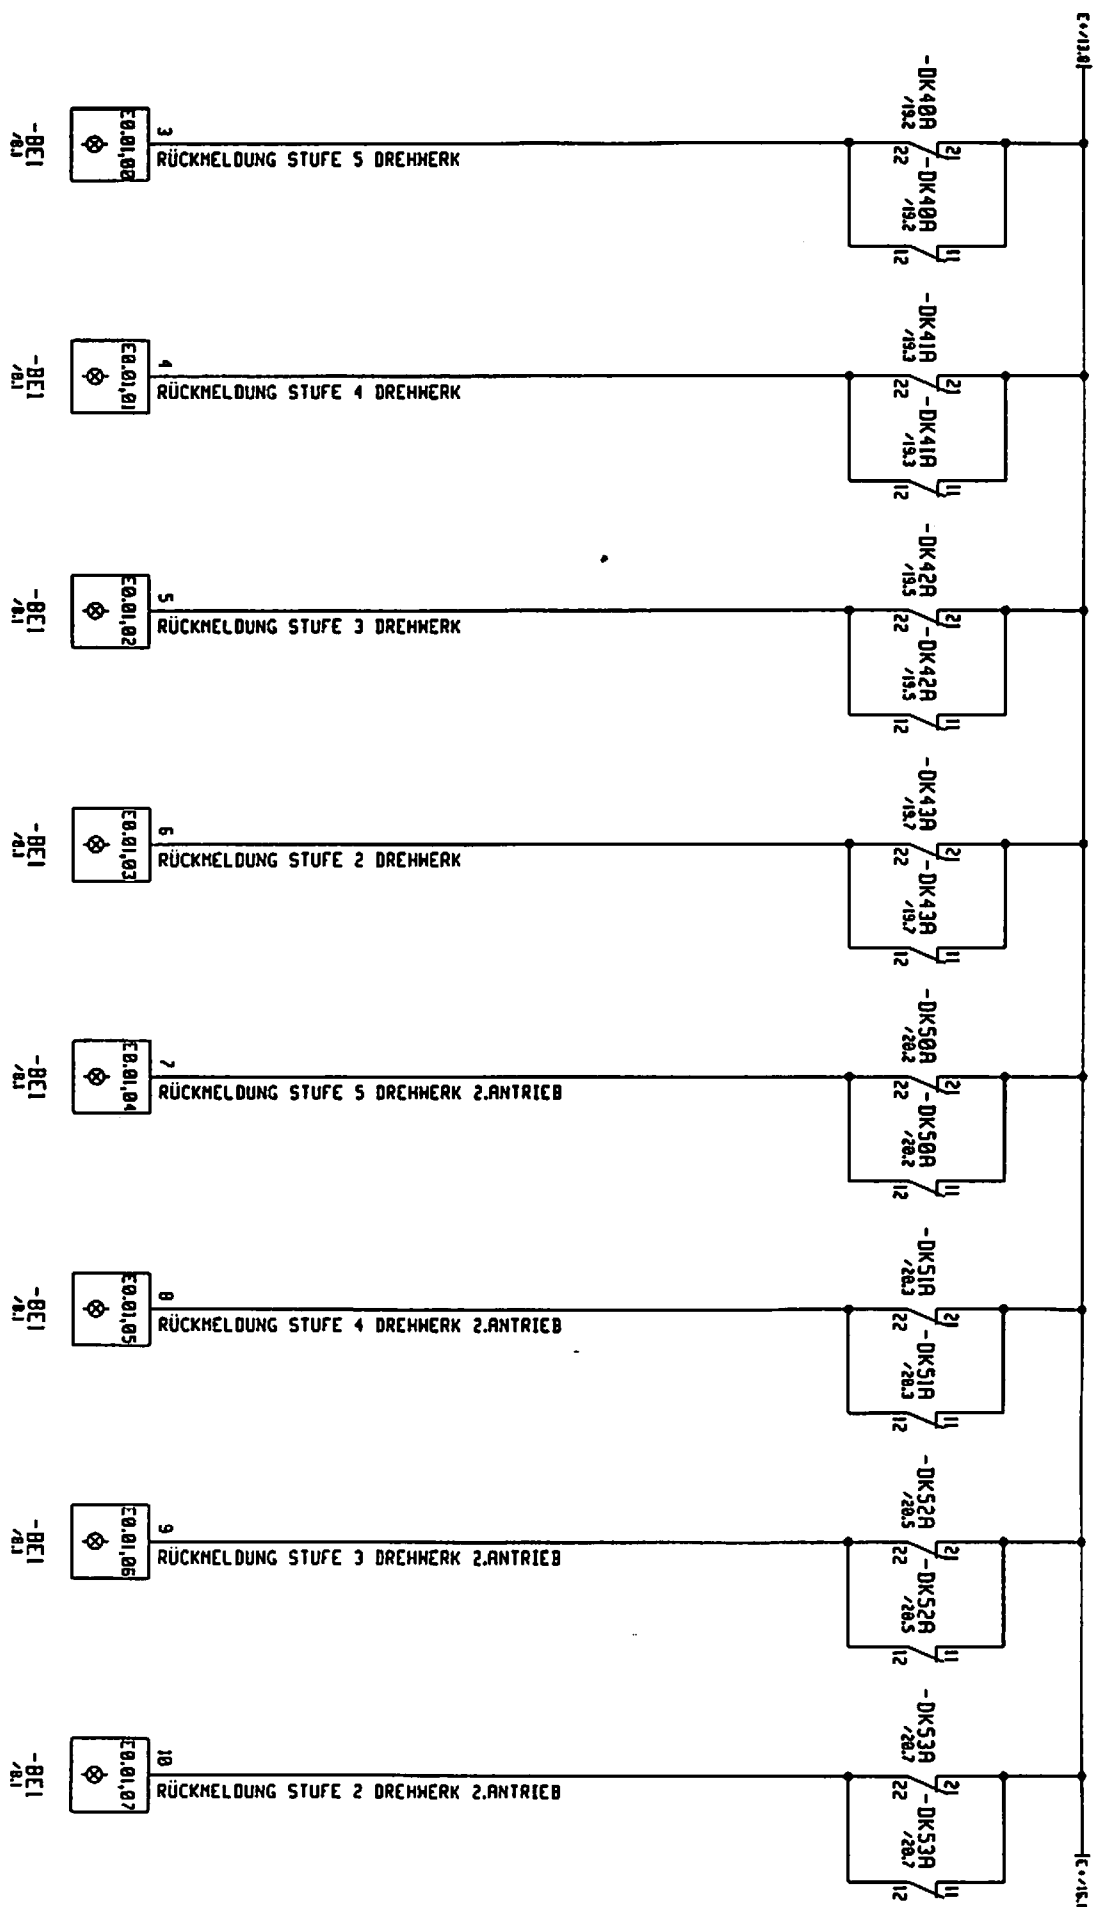 E+/13.8
-DK40A
/19.2
21
22
-DK40A
/19.2
11
12
3
RÜCKMELDUNG STUFE 5 DREHWERK
E0.01,00
-BE1
/8.1
-DK41A
/19.3
21
22
-DK41A
/19.3
11
12
4
RÜCKMELDUNG STUFE 4 DREHWERK
E0.01,01
-BE1
/8.1
-DK42A
/19.5
21
22
-DK42A
/19.5
11
12
5
RÜCKMELDUNG STUFE 3 DREHWERK
E0.01,02
-BE1
/8.1
-DK43A
/19.7
21
22
-DK43A
/19.7
11
12
6
RÜCKMELDUNG STUFE 2 DREHWERK
E0.01,03
-BE1
/8.1
-DK50A
/20.2
21
22
-DK50A
/20.2
11
12
7
RÜCKMELDUNG STUFE 5 DREHWERK 2.ANTRIEB
E0.01,04
-BE1
/8.1
-DK51A
/20.3
21
22
-DK51A
/20.3
11
12
8
RÜCKMELDUNG STUFE 4 DREHWERK 2.ANTRIEB
E0.01,05
-BE1
/8.1
-DK52A
/20.5
21
22
-DK52A
/20.5
11
12
9
RÜCKMELDUNG STUFE 3 DREHWERK 2.ANTRIEB
E0.01,06
-BE1
/8.1
-DK53A
/20.7
21
22
-DK53A
/20.7
11
12
10
RÜCKMELDUNG STUFE 2 DREHWERK 2.ANTRIEB
E0.01,07
-BE1
/8.1